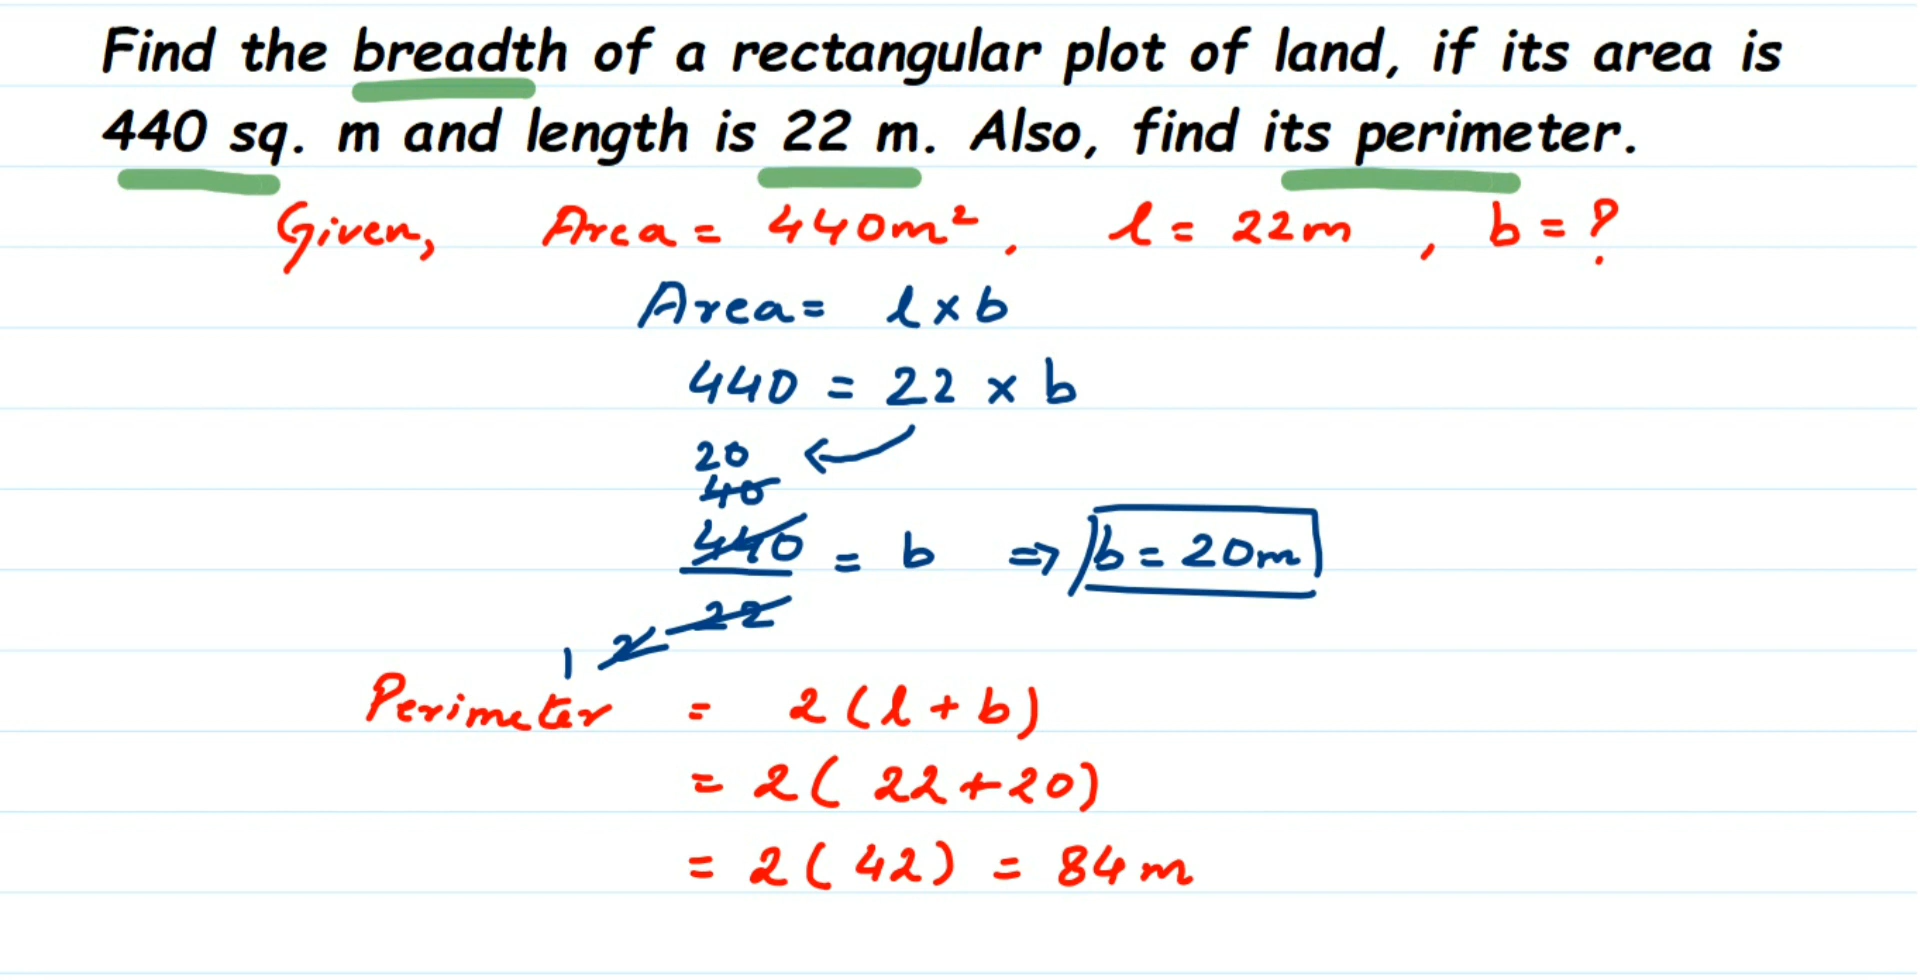 Find the breadth of a rectangular plot of land, if its area is
440 sq. m and length is 22 m. Also, find its perimeter.
Given, Area = 440m², l = 22m, b = ?
Area = l × b
440 = 22 × b
20
40
440/22 = b ⇒ b = 20m
1 2
Perimeter = 2(l + b)
= 2( 22+20)
= 2( 42) = 84m